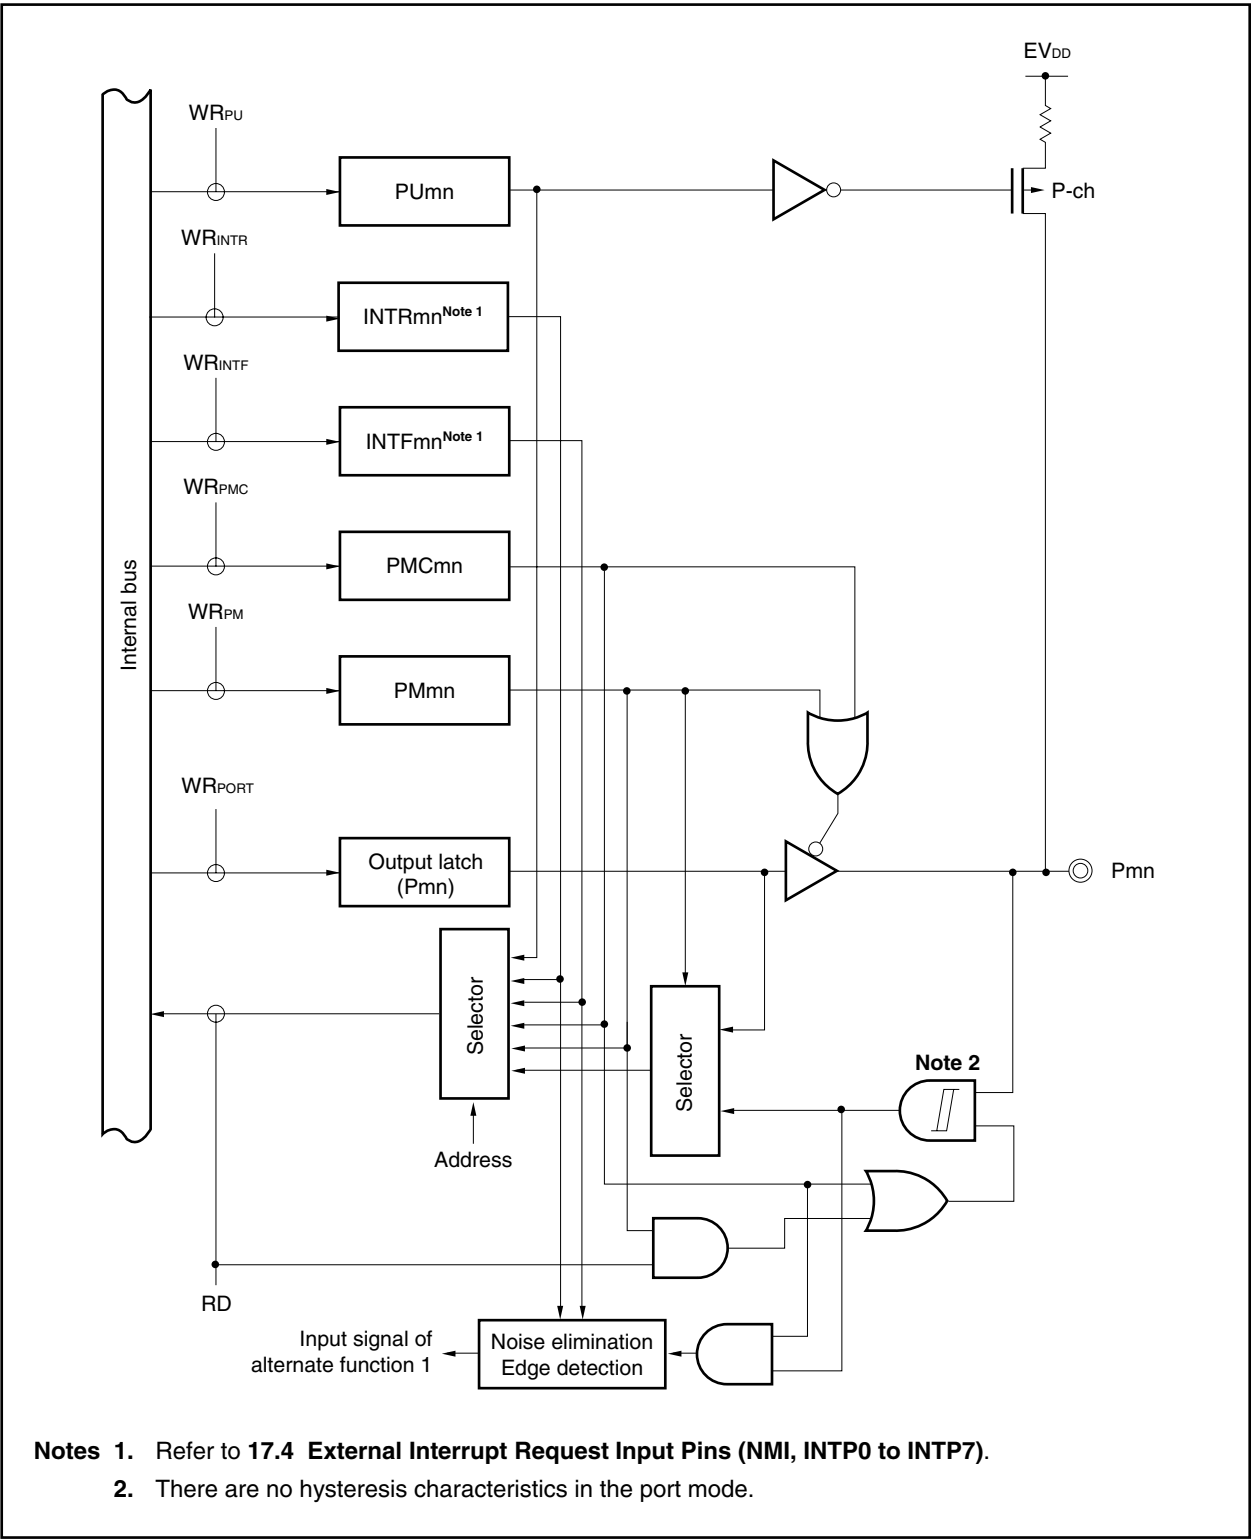 EVDD
WRPU
PUmn
P-ch
WRINTR
INTRmnNote 1
WRINTF
INTFmnNote 1
WRPMC
PMCmn
Internal bus
WRPM
PMmn
WRPORT
Output latch
(Pmn)
Pmn
Selector
Selector
Note 2
Address
RD
Input signal of
alternate function 1
Noise elimination
Edge detection
Notes 1. Refer to 17.4 External Interrupt Request Input Pins (NMI, INTP0 to INTP7).
2. There are no hysteresis characteristics in the port mode.